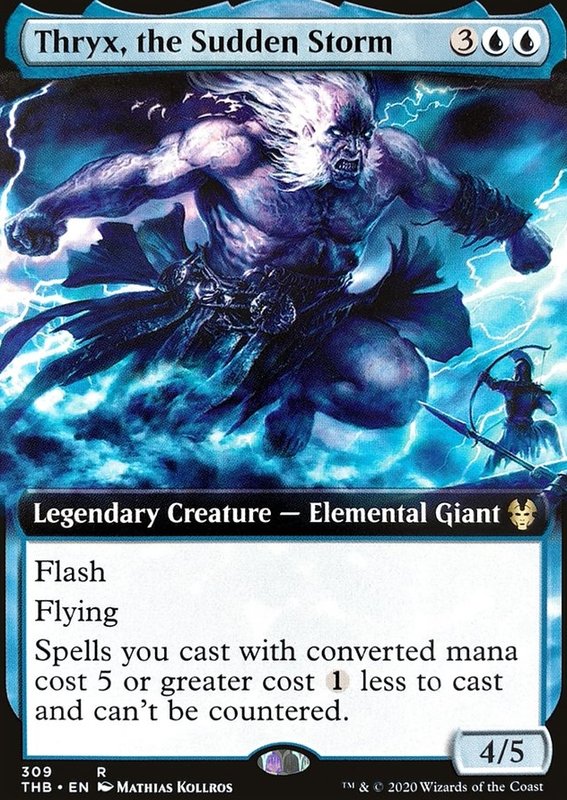 Thryx, the Sudden Storm 3
Legendary Creature — Elemental Giant
Flash
Flying
Spells you cast with converted mana
cost 5 or greater cost 1 less to cast
and can't be countered.
4/5
309 R
THB • EN Mathias Kollros
™ & © 2020 Wizards of the Coast